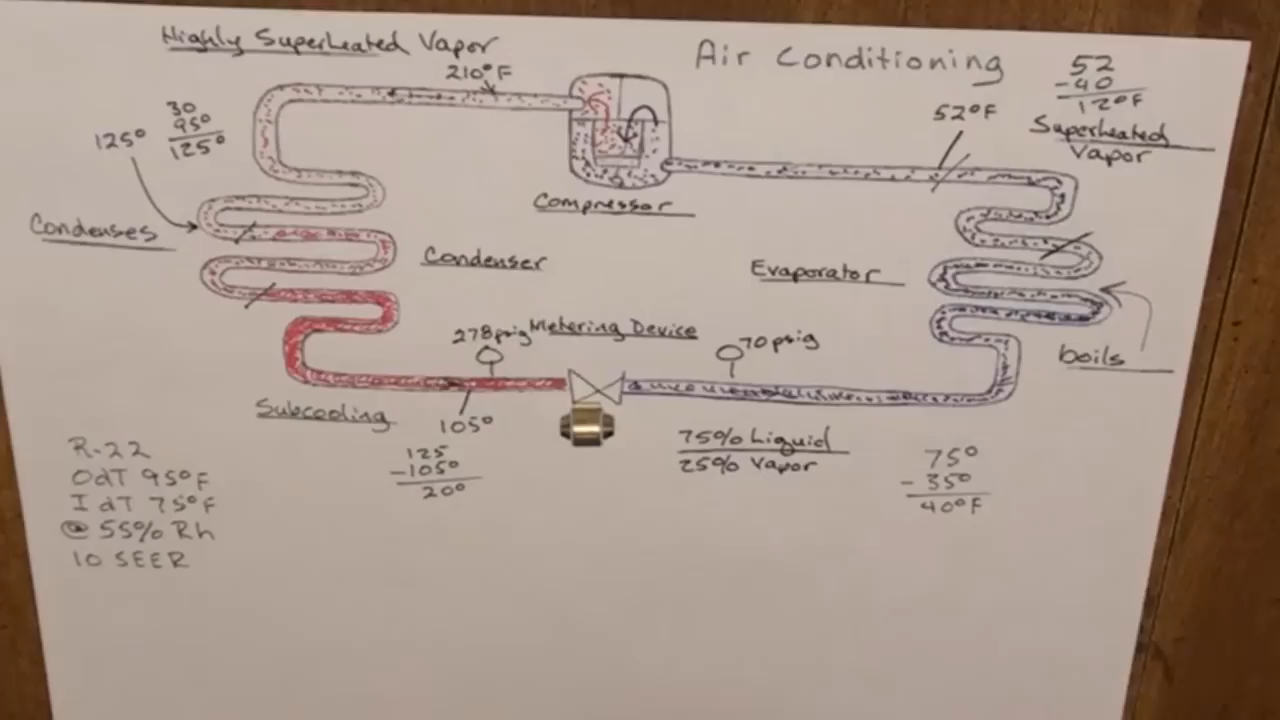 Highly Superheated Vapor
210°F
Air Conditioning
52
-40
12°F
Superheated
Vapor
52°F
30
95°
125°
125°
Condenses
Compressor
Condenser
Evaporator
boils
278psig
Metering Device
70 psig
Subcooling
105°
125
-105°
20°
75% Liquid
25% Vapor
75°
-35°
40°F
R-22
OdT 95°F
IdT 75°F
@ 55% Rh
10 SEER